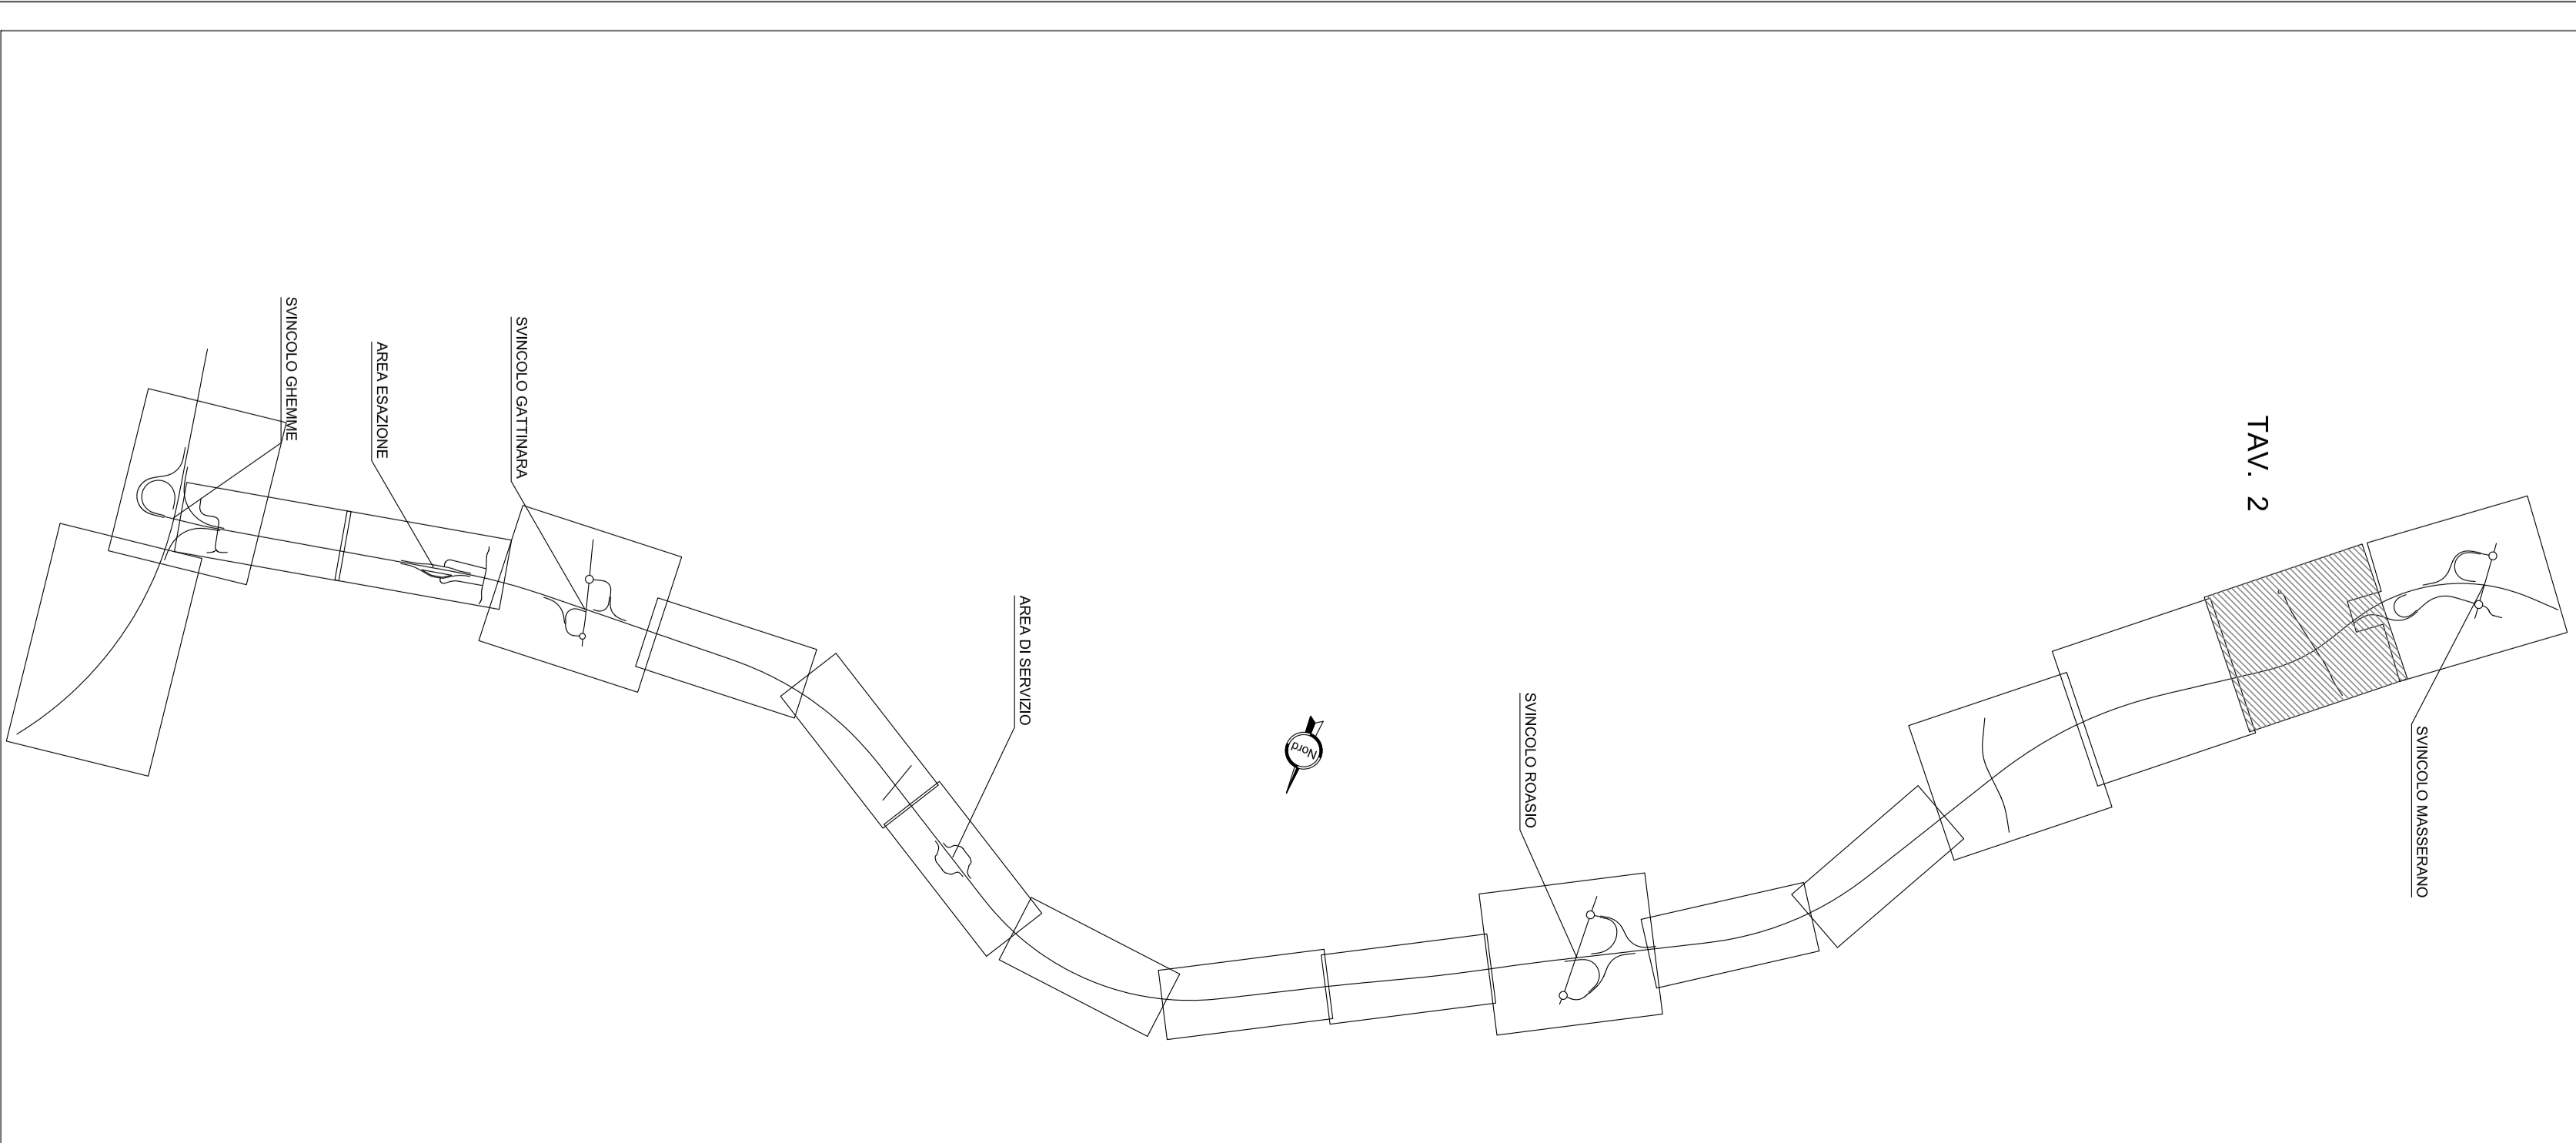 SVINCOLO GHEMME
AREA ESAZIONE
SVINCOLO GATTINARA
AREA DI SERVIZIO
Nord
SVINCOLO ROASIO
TAV. 2
SVINCOLO MASSERANO